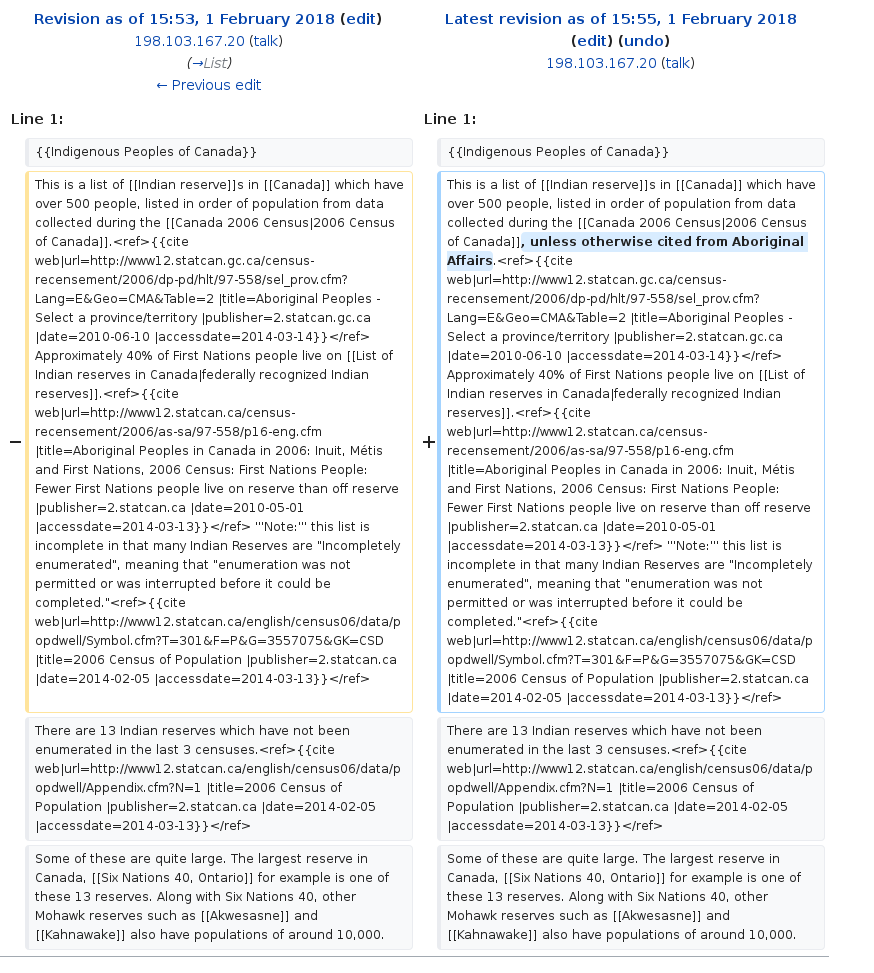 Revision as of 15:53, 1 February 2018 (edit)
198.103.167.20 (talk)
(→List)
← Previous edit
Latest revision as of 15:55, 1 February 2018
(edit) (undo)
198.103.167.20 (talk)
Line 1:
Line 1:
{{Indigenous Peoples of Canada}}
{{Indigenous Peoples of Canada}}
−
This is a list of [[Indian reserve]]s in [[Canada]] which have
over 500 people, listed in order of population from data
collected during the [[Canada 2006 Census|2006 Census
of Canada]].<ref>{{cite
web|url=http://www12.statcan.gc.ca/census-
recensement/2006/dp-pd/hlt/97-558/sel_prov.cfm?
Lang=E&Geo=CMA&Table=2 |title=Aboriginal Peoples -
Select a province/territory |publisher=2.statcan.gc.ca
|date=2010-06-10 |accessdate=2014-03-14}}</ref>
Approximately 40% of First Nations people live on [[List of
Indian reserves in Canada|federally recognized Indian
reserves]].<ref>{{cite
web|url=http://www12.statcan.ca/census-
recensement/2006/as-sa/97-558/p16-eng.cfm
|title=Aboriginal Peoples in Canada in 2006: Inuit, Métis
and First Nations, 2006 Census: First Nations People:
Fewer First Nations people live on reserve than off reserve
|publisher=2.statcan.ca |date=2010-05-01
|accessdate=2014-03-13}}</ref> '''Note:''' this list is
incomplete in that many Indian Reserves are "Incompletely
enumerated", meaning that "enumeration was not
permitted or was interrupted before it could be
completed."<ref>{{cite
web|url=http://www12.statcan.ca/english/census06/data/p
opdwell/Symbol.cfm?T=301&F=P&G=3557075&GK=CSD
|title=2006 Census of Population |publisher=2.statcan.ca
|date=2014-02-05 |accessdate=2014-03-13}}</ref>
+
This is a list of [[Indian reserve]]s in [[Canada]] which have
over 500 people, listed in order of population from data
collected during the [[Canada 2006 Census|2006 Census
of Canada]], unless otherwise cited from Aboriginal
Affairs.<ref>{{cite
web|url=http://www12.statcan.gc.ca/census-
recensement/2006/dp-pd/hlt/97-558/sel_prov.cfm?
Lang=E&Geo=CMA&Table=2 |title=Aboriginal Peoples -
Select a province/territory |publisher=2.statcan.gc.ca
|date=2010-06-10 |accessdate=2014-03-14}}</ref>
Approximately 40% of First Nations people live on [[List of
Indian reserves in Canada|federally recognized Indian
reserves]].<ref>{{cite
web|url=http://www12.statcan.ca/census-
recensement/2006/as-sa/97-558/p16-eng.cfm
|title=Aboriginal Peoples in Canada in 2006: Inuit, Métis
and First Nations, 2006 Census: First Nations People:
Fewer First Nations people live on reserve than off reserve
|publisher=2.statcan.ca |date=2010-05-01
|accessdate=2014-03-13}}</ref> '''Note:''' this list is
incomplete in that many Indian Reserves are "Incompletely
enumerated", meaning that "enumeration was not
permitted or was interrupted before it could be
completed."<ref>{{cite
web|url=http://www12.statcan.ca/english/census06/data/p
opdwell/Symbol.cfm?T=301&F=P&G=3557075&GK=CSD
|title=2006 Census of Population |publisher=2.statcan.ca
|date=2014-02-05 |accessdate=2014-03-13}}</ref>
There are 13 Indian reserves which have not been
enumerated in the last 3 censuses.<ref>{{cite
web|url=http://www12.statcan.ca/english/census06/data/p
opdwell/Appendix.cfm?N=1 |title=2006 Census of
Population |publisher=2.statcan.ca |date=2014-02-05
|accessdate=2014-03-13}}</ref>
There are 13 Indian reserves which have not been
enumerated in the last 3 censuses.<ref>{{cite
web|url=http://www12.statcan.ca/english/census06/data/p
opdwell/Appendix.cfm?N=1 |title=2006 Census of
Population |publisher=2.statcan.ca |date=2014-02-05
|accessdate=2014-03-13}}</ref>
Some of these are quite large. The largest reserve in
Canada, [[Six Nations 40, Ontario]] for example is one of
these 13 reserves. Along with Six Nations 40, other
Mohawk reserves such as [[Akwesasne]] and
[[Kahnawake]] also have populations of around 10,000.
Some of these are quite large. The largest reserve in
Canada, [[Six Nations 40, Ontario]] for example is one of
these 13 reserves. Along with Six Nations 40, other
Mohawk reserves such as [[Akwesasne]] and
[[Kahnawake]] also have populations of around 10,000.